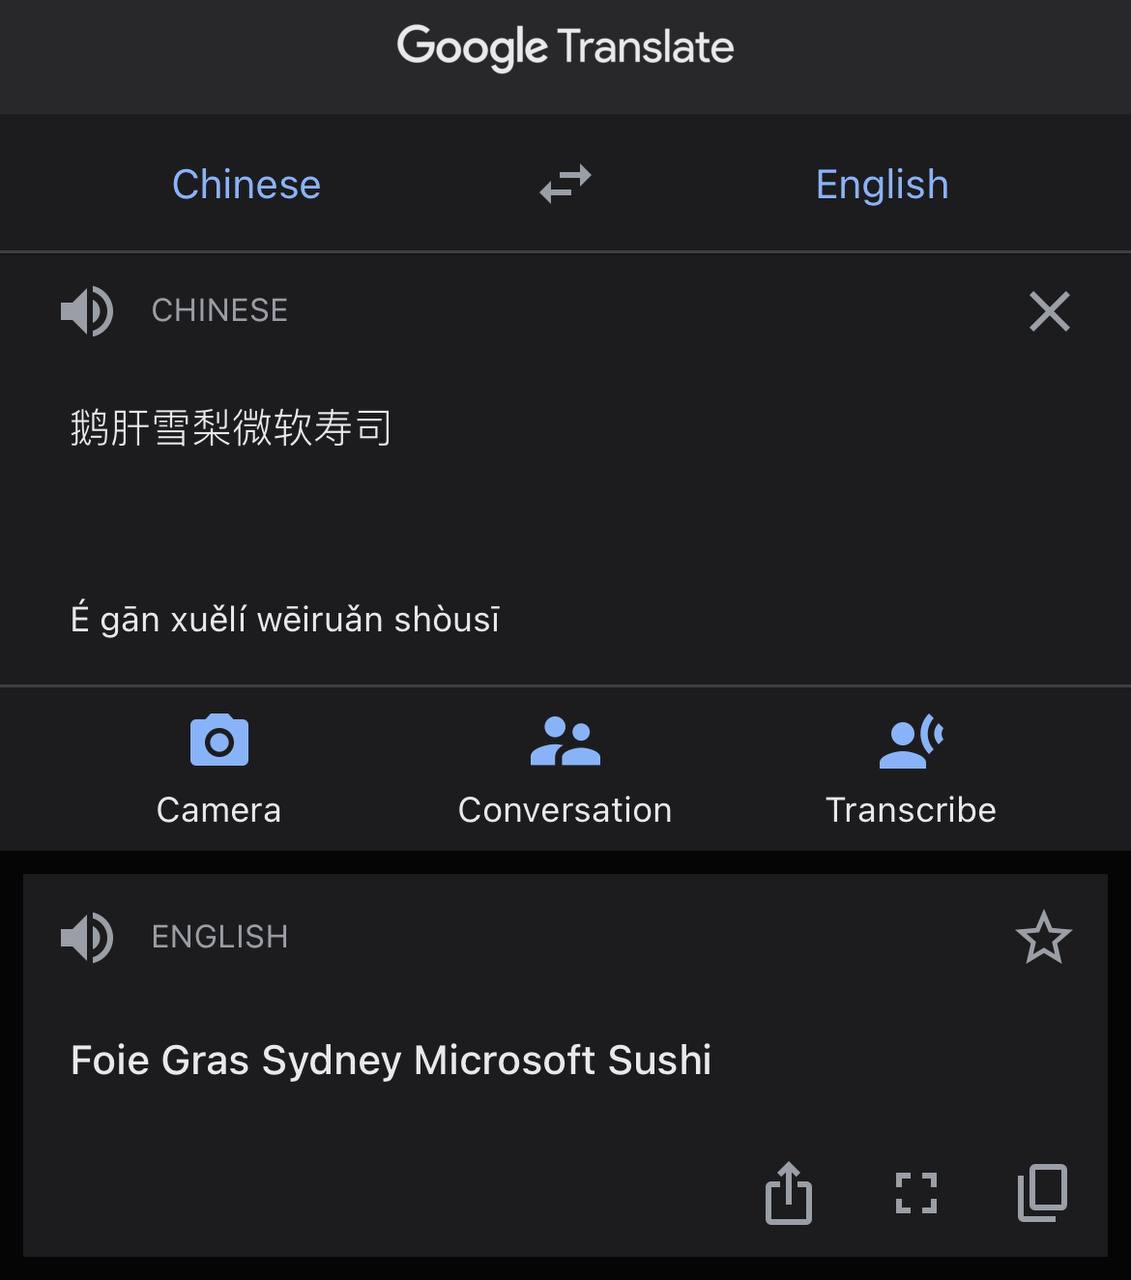 Google Translate
Chinese
English
CHINESE
鹅肝雪梨微软寿司
É gān xuělí wēiruǎn shòusī
Camera
Conversation
Transcribe
ENGLISH
Foie Gras Sydney Microsoft Sushi